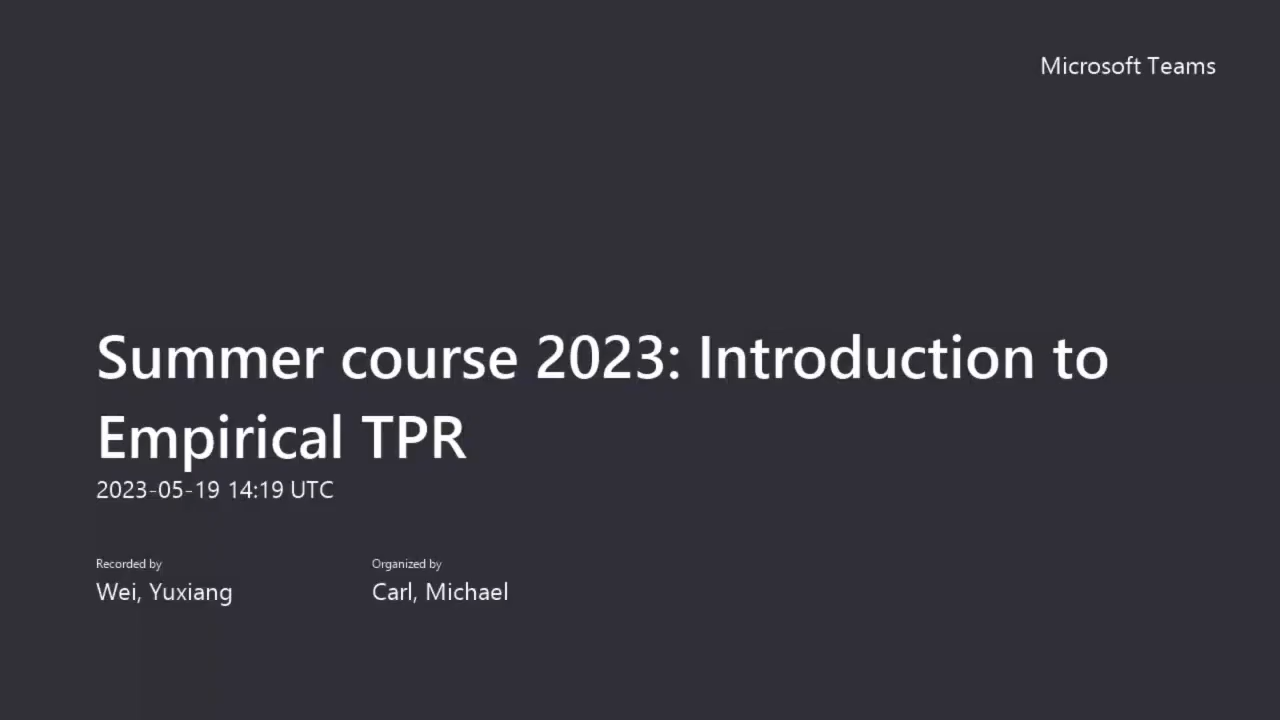 Microsoft Teams
Summer course 2023: Introduction to
Empirical TPR
2023-05-19 14:19 UTC
Recorded by
Organized by
Wei, Yuxiang
Carl, Michael